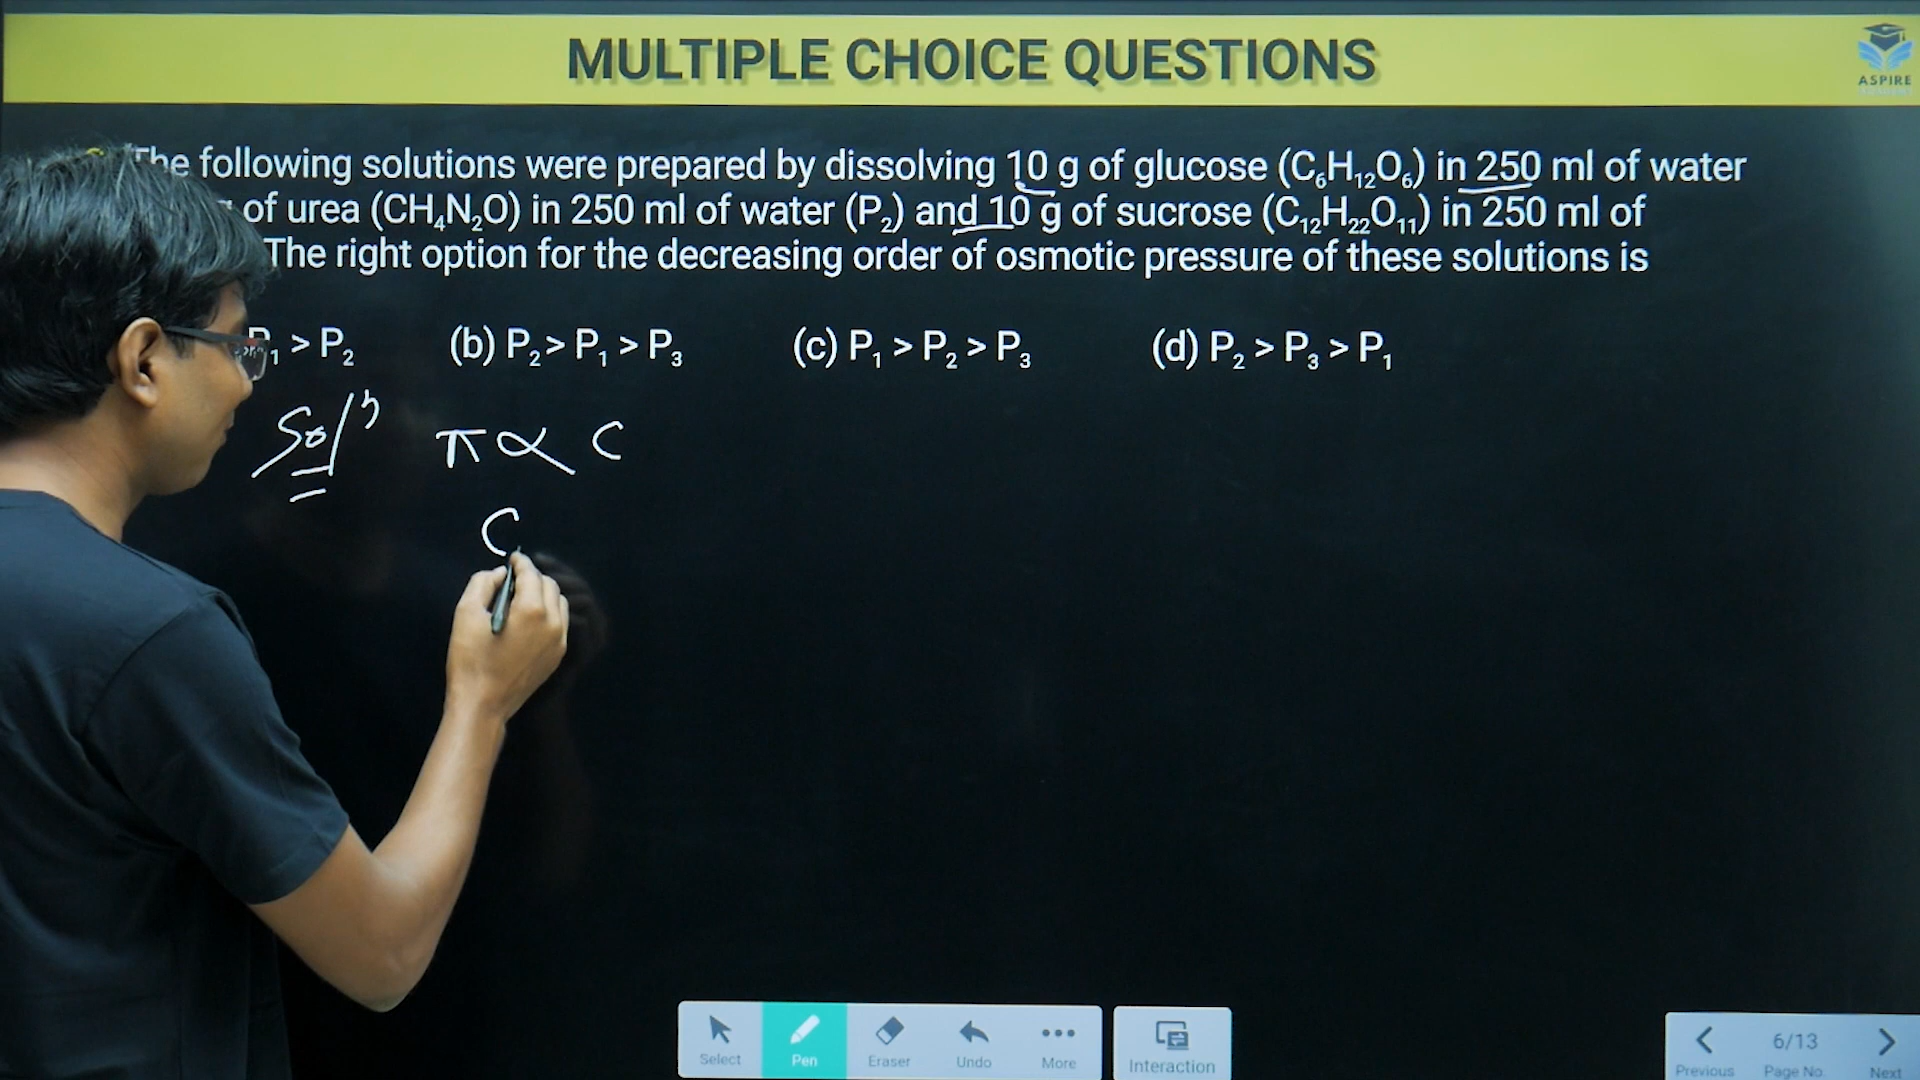 MULTIPLE CHOICE QUESTIONS
ASPIRE
The following solutions were prepared by dissolving 10 g of glucose (C₆H₁₂O₆) in 250 ml of water
of urea (CH₄N₂O) in 250 ml of water (P₂) and 10 g of sucrose (C₁₂H₂₂O₁₁) in 250 ml of
The right option for the decreasing order of osmotic pressure of these solutions is
P₁ > P₂ (b) P₂ > P₁ > P₃ (c) P₁ > P₂ > P₃ (d) P₂ > P₃ > P₁
Solⁿ π ∝ C
C
Select Pen Eraser Undo More Interaction
6/13
Previous Page No. Next